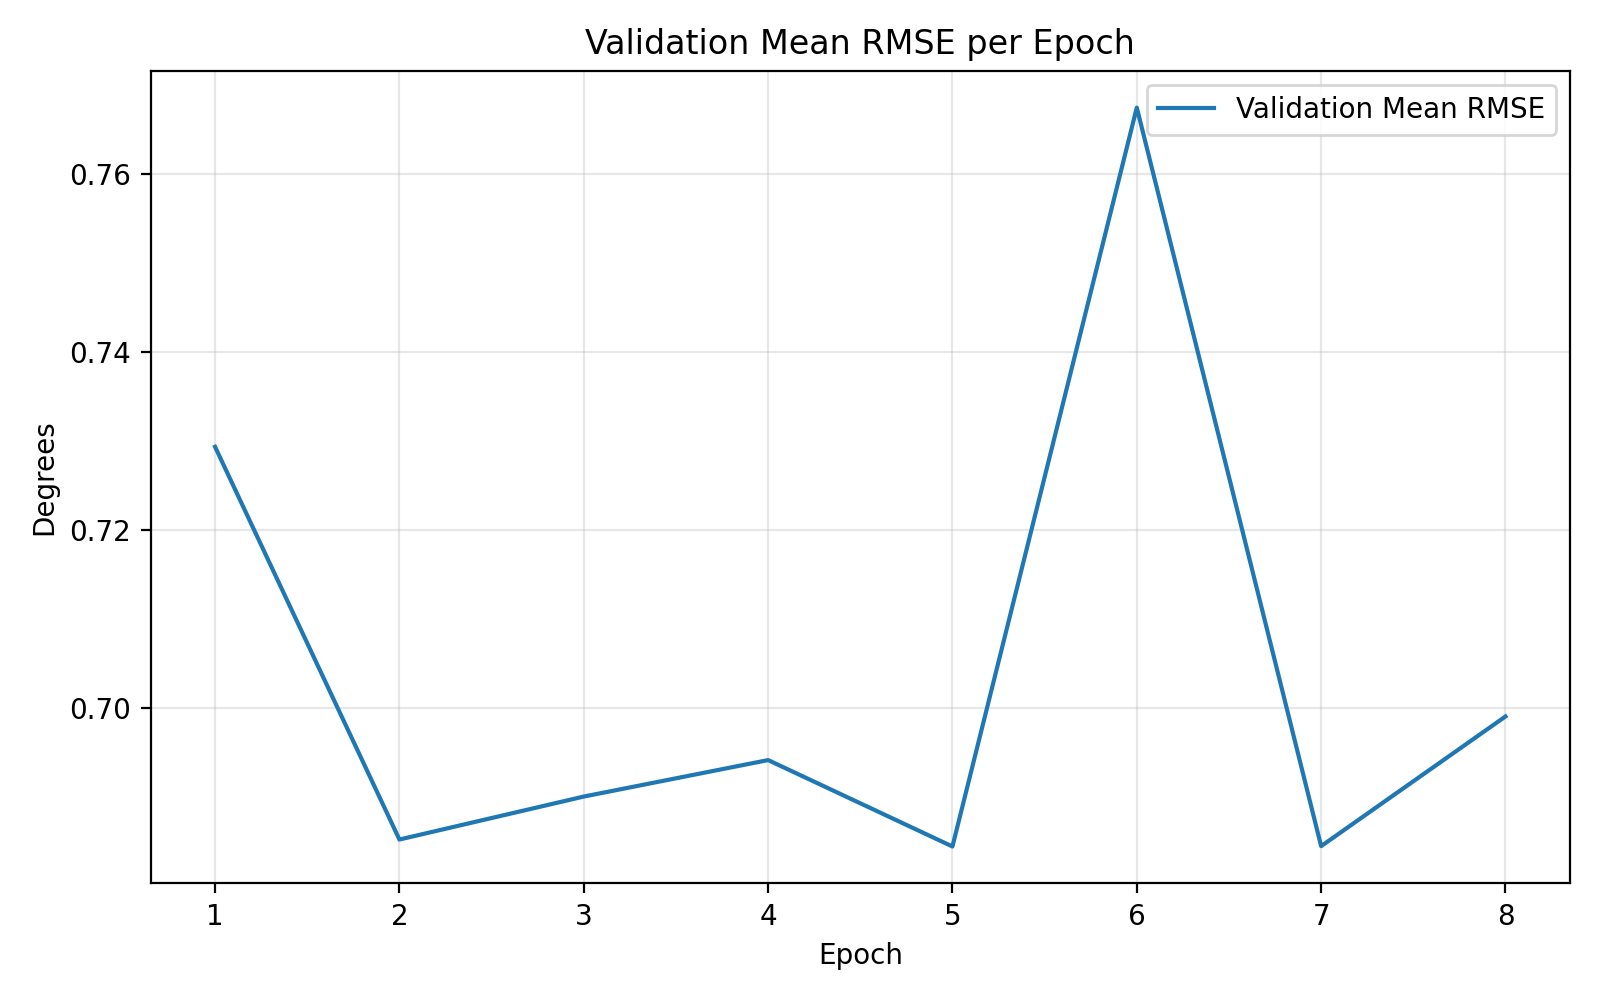 Validation Mean RMSE per Epoch
Validation Mean RMSE
0.76
0.74
0.72
0.70
Degrees
1 2 3 4 5 6 7 8
Epoch